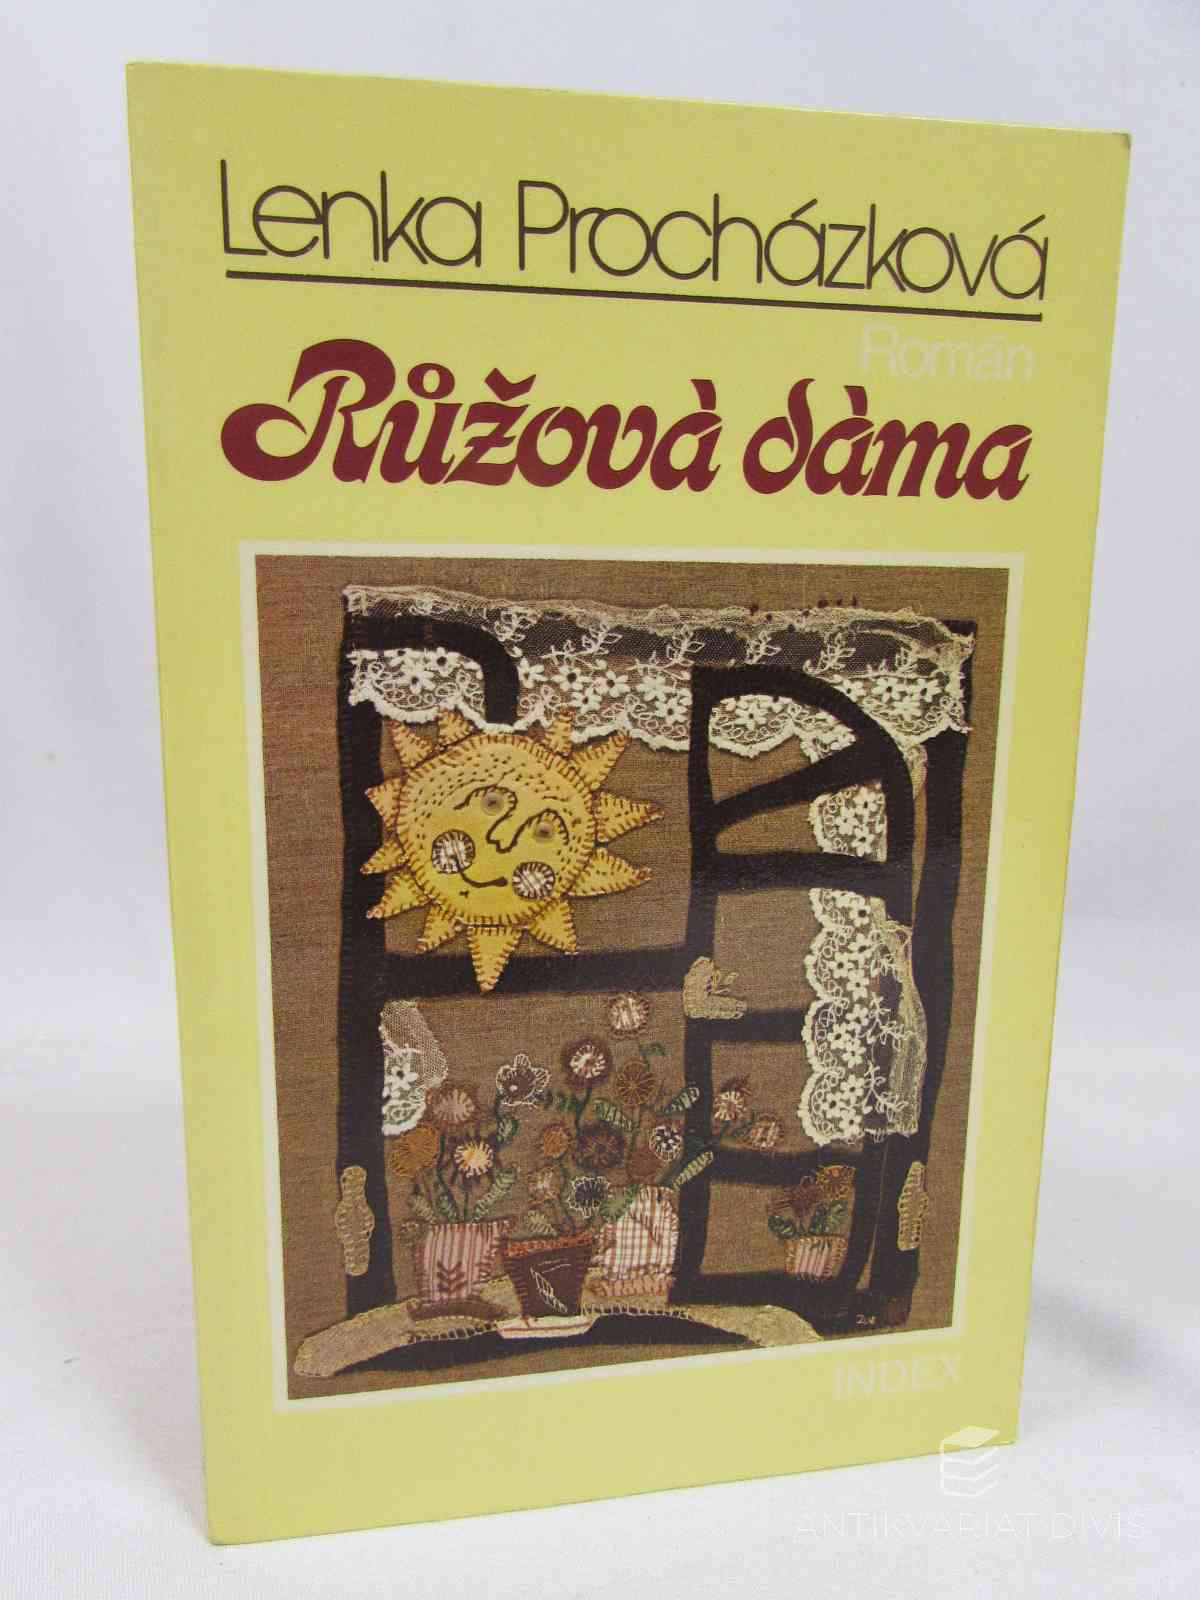 Lenka Procházková
Román
Růžová dáma
INDEX
ANTIKVARIAT DIVIS